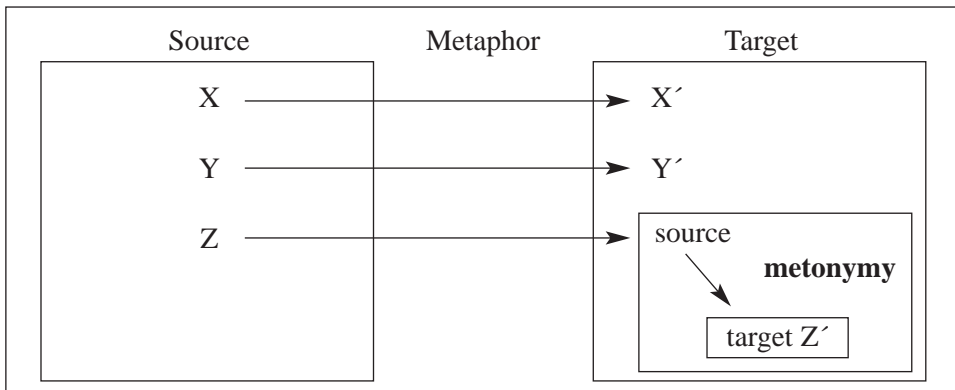 Source Metaphor Target
X X´
Y Y´
Z source
metonymy
target Z´